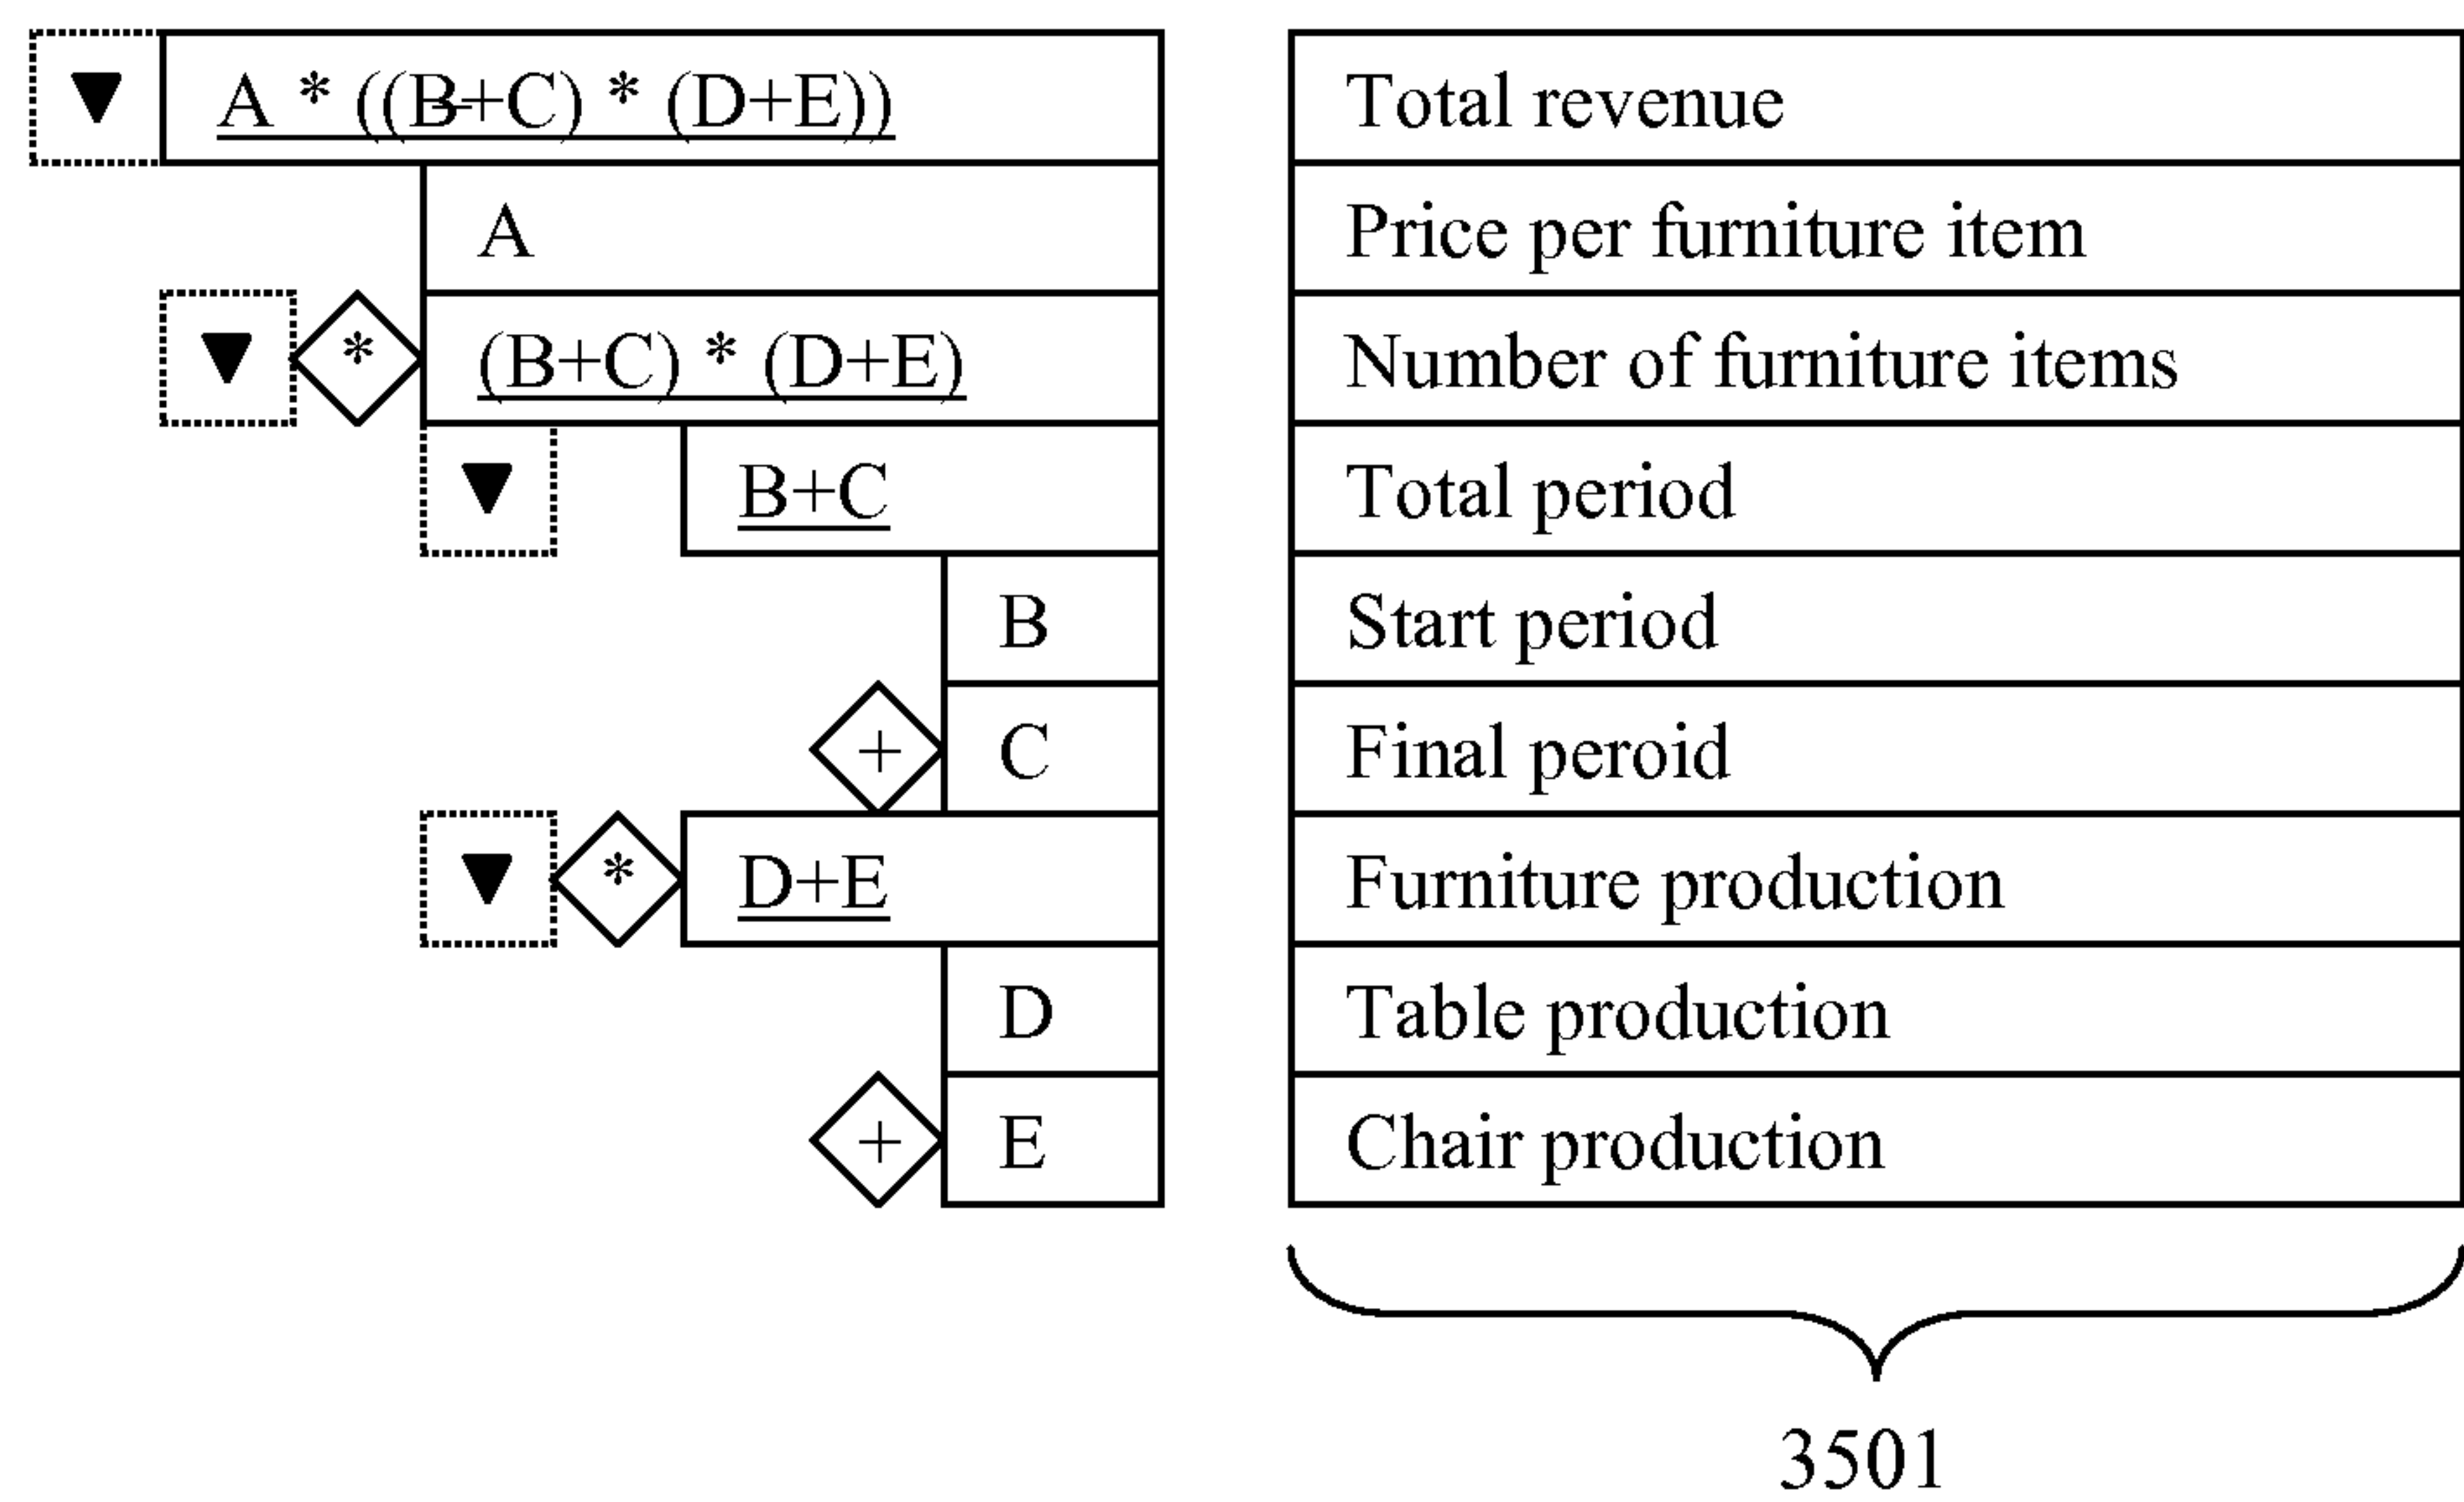 ▼ A * ((B+C) * (D+E)) Total revenue
A Price per furniture item
▼ * (B+C) * (D+E) Number of furniture items
▼ B+C Total period
B Start period
+ C Final peroid
▼ * D+E Furniture production
D Table production
+ E Chair production
3501